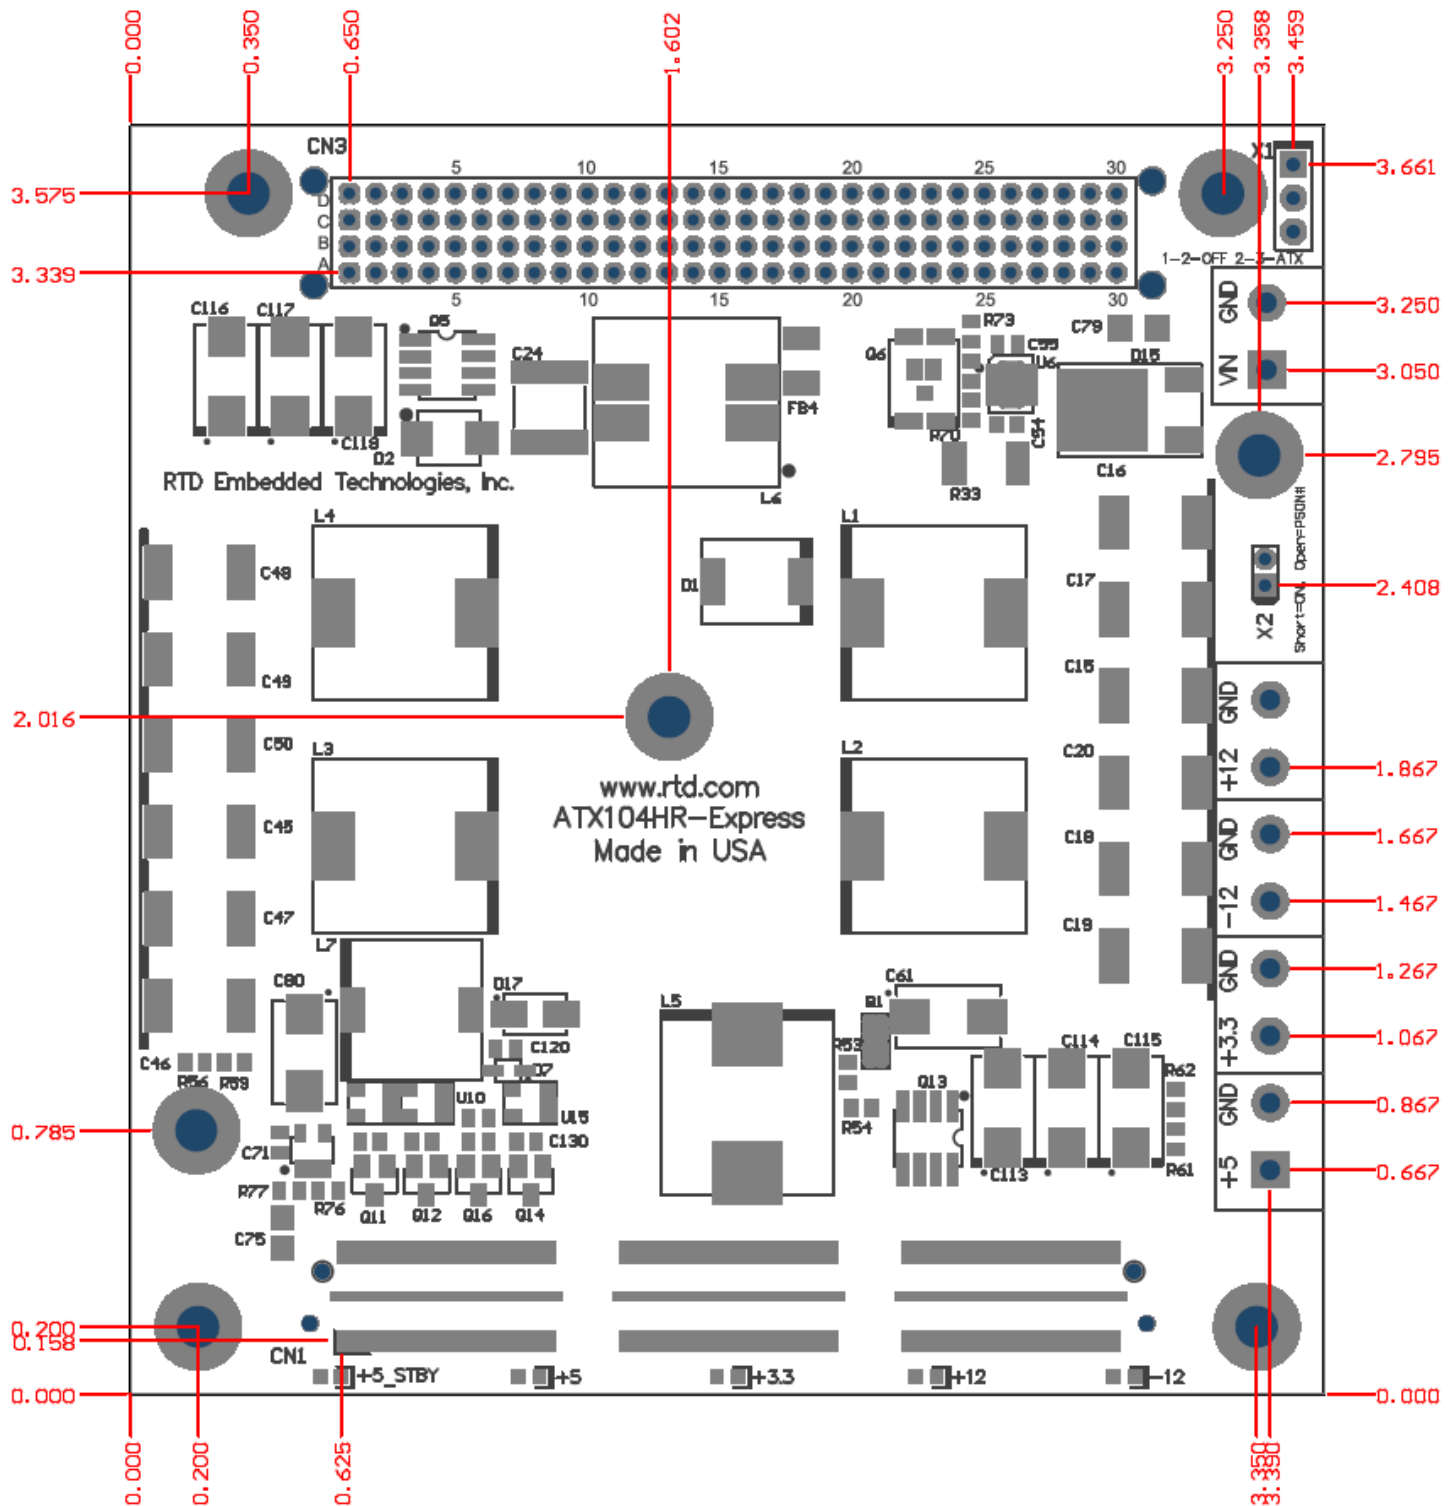 0.000
0.350
0.650
1.602
3.250
3.358
3.459
CN3
X1
5 10 15 20 25 30
3.575
3.661
D
C
B
A
3.339
1-2-OFF 2-3-ATX
5 10 15 20 25 30
GND
3.250
VIN
3.050
C116
C117
C118
Q5
D2
C24
FB4
L6
Q6
R73
C55
U6
R70
C54
R33
C79
D15
C16
2.795
RTD Embedded Technologies, Inc.
L4
L1
D1
C48
C49
C50
C45
C47
C46
C17
C15
C20
C18
C19
Short=ON, Open=PSON#
X2
2.408
2.016
GND
+12
1.867
GND
1.667
-12
1.467
GND
1.267
+3.3
1.067
GND
0.867
+5
0.667
L3
L2
www.rtd.com
ATX104HR-Express
Made in USA
L7
C80
D17
C120
L5
C61
R53
R54
Q13
C114
C115
C113
R62
R61
R56
R59
U10
U15
C130
0.785
C71
R77
R76
Q11
Q12
Q16
Q14
C75
0.200
0.158
CN1
+5_STBY
+5
+3.3
+12
-12
0.000
0.000
0.000
0.200
0.625
3.350
3.390